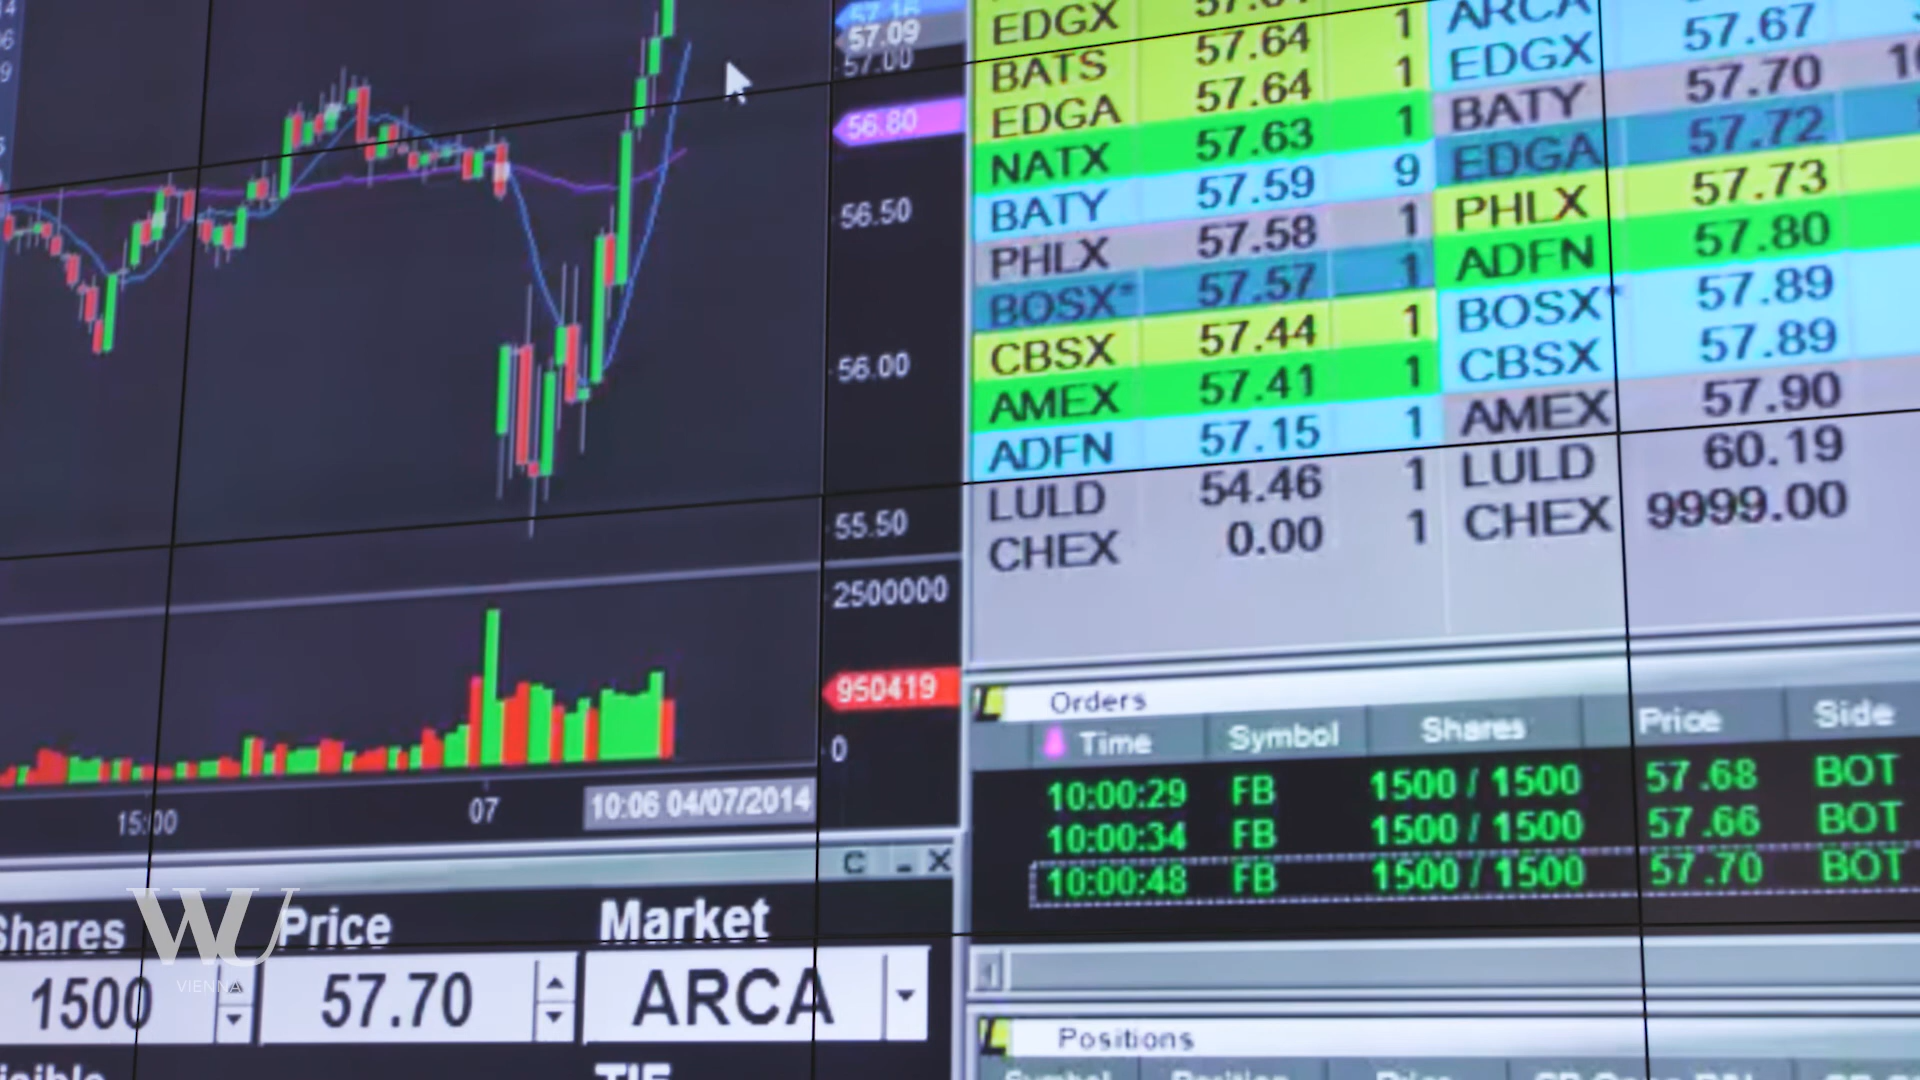 57.09
57.00
56.80
56.50
56.00
55.50
2500000
950419
0
15:00 07 10:06 04/07/2014
EDGX
BATS 57.64 1
EDGA 57.64 1
NATX 57.63 1
BATY 57.59 9
PHLX 57.58 1
BOSX* 57.57 1
CBSX 57.44 1
AMEX 57.41 1
ADFN 57.15 1
LULD 54.46 1
CHEX 0.00 1
ARCA 57.67
EDGX 57.70
BATY 57.72
EDGA 57.73
PHLX 57.80
ADFN 57.89
BOSX* 57.89
CBSX 57.90
AMEX 60.19
LULD 9999.00
CHEX
Orders
Time Symbol Shares Price Side
10:00:29 FB 1500 / 1500 57.68 BOT
10:00:34 FB 1500 / 1500 57.66 BOT
10:00:48 FB 1500 / 1500 57.70 BOT
C - X
Shares Price Market
1500 57.70 ARCA
TIF
Positions
Symbol Position Price
WU
VIENNA